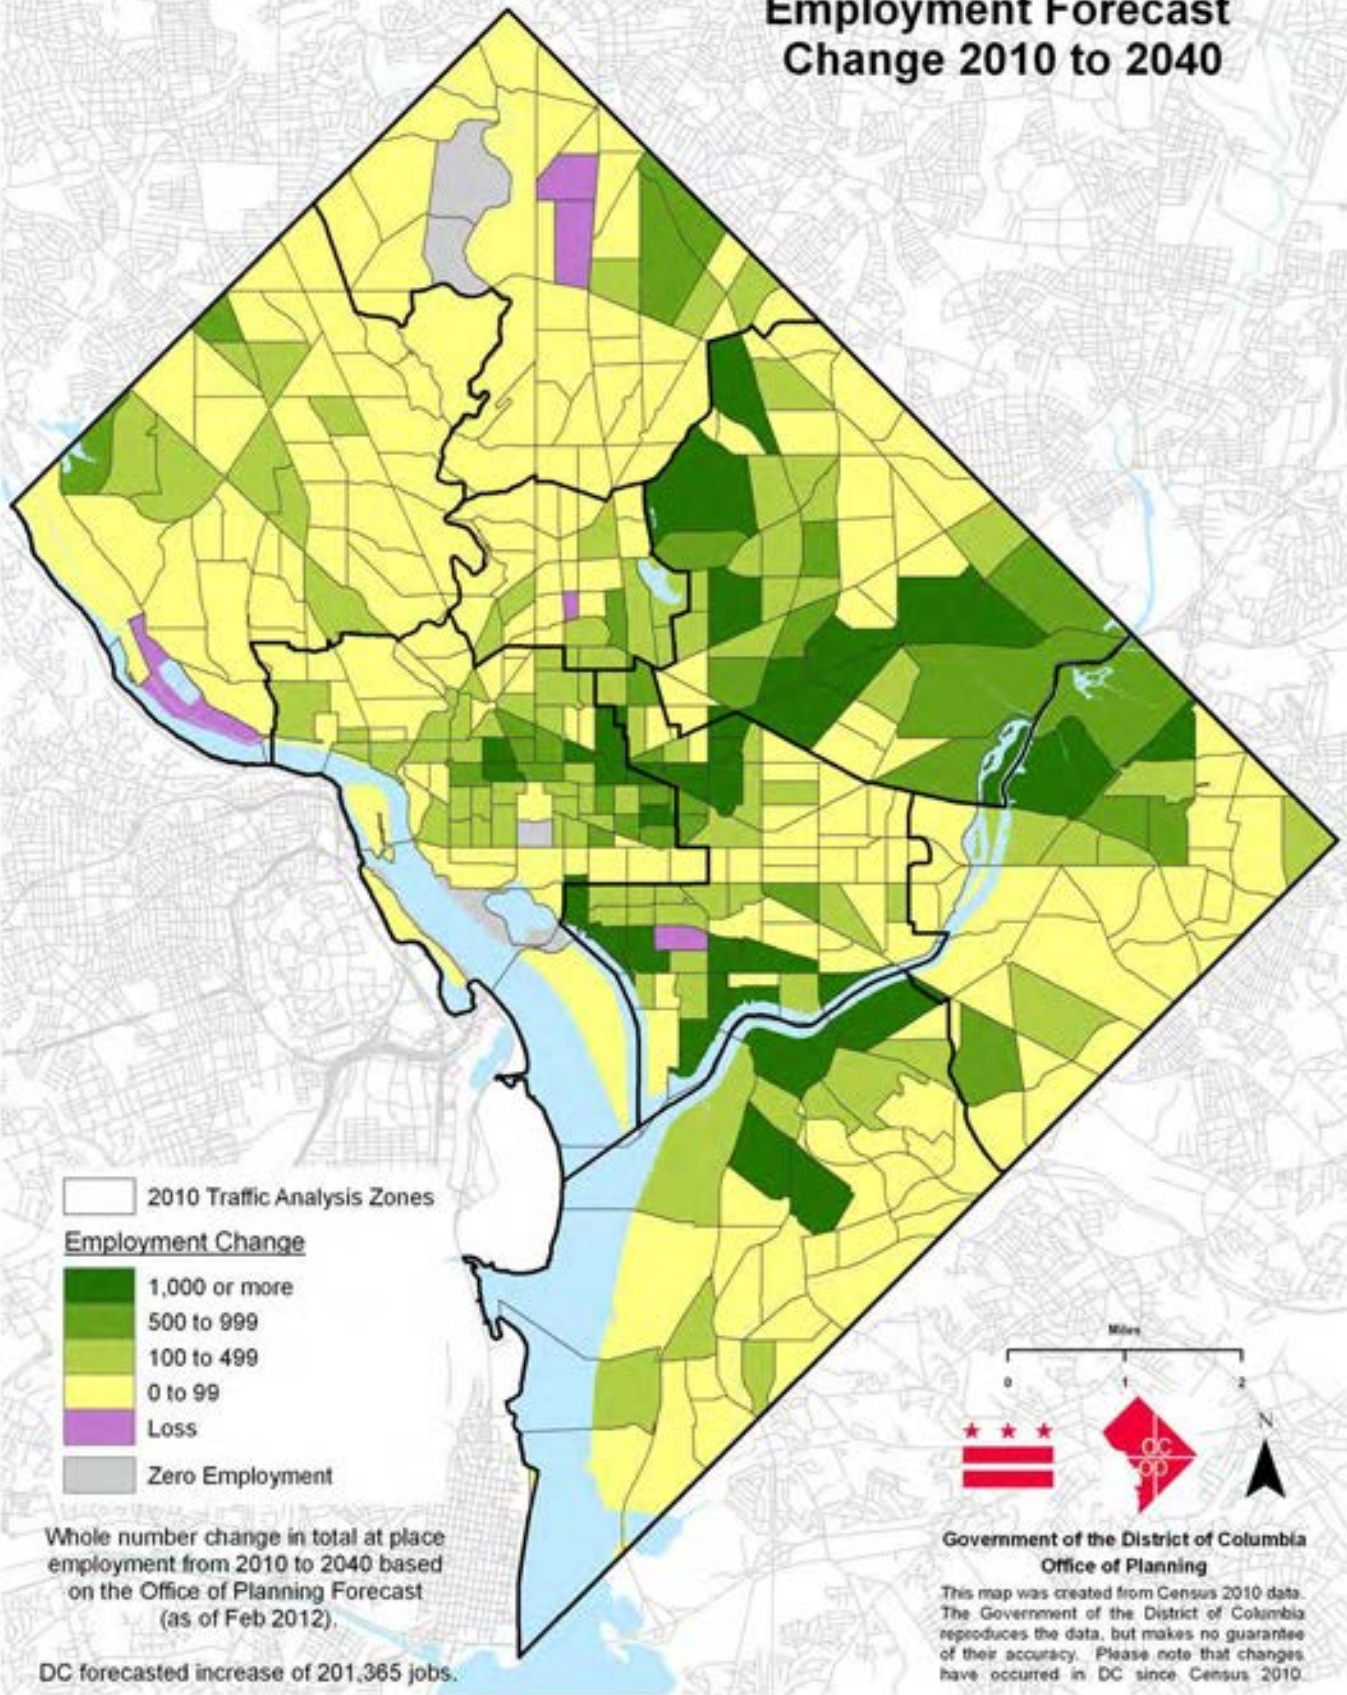 Employment Forecast
Change 2010 to 2040
2010 Traffic Analysis Zones
Employment Change
1,000 or more
500 to 999
100 to 499
0 to 99
Loss
Zero Employment
Whole number change in total at place
employment from 2010 to 2040 based
on the Office of Planning Forecast
(as of Feb 2012).
DC forecasted increase of 201,365 jobs.
Miles
0 1 2
N
dc
op
Government of the District of Columbia
Office of Planning
This map was created from Census 2010 data.
The Government of the District of Columbia
reproduces the data, but makes no guarantee
of their accuracy. Please note that changes
have occurred in DC since Census 2010.